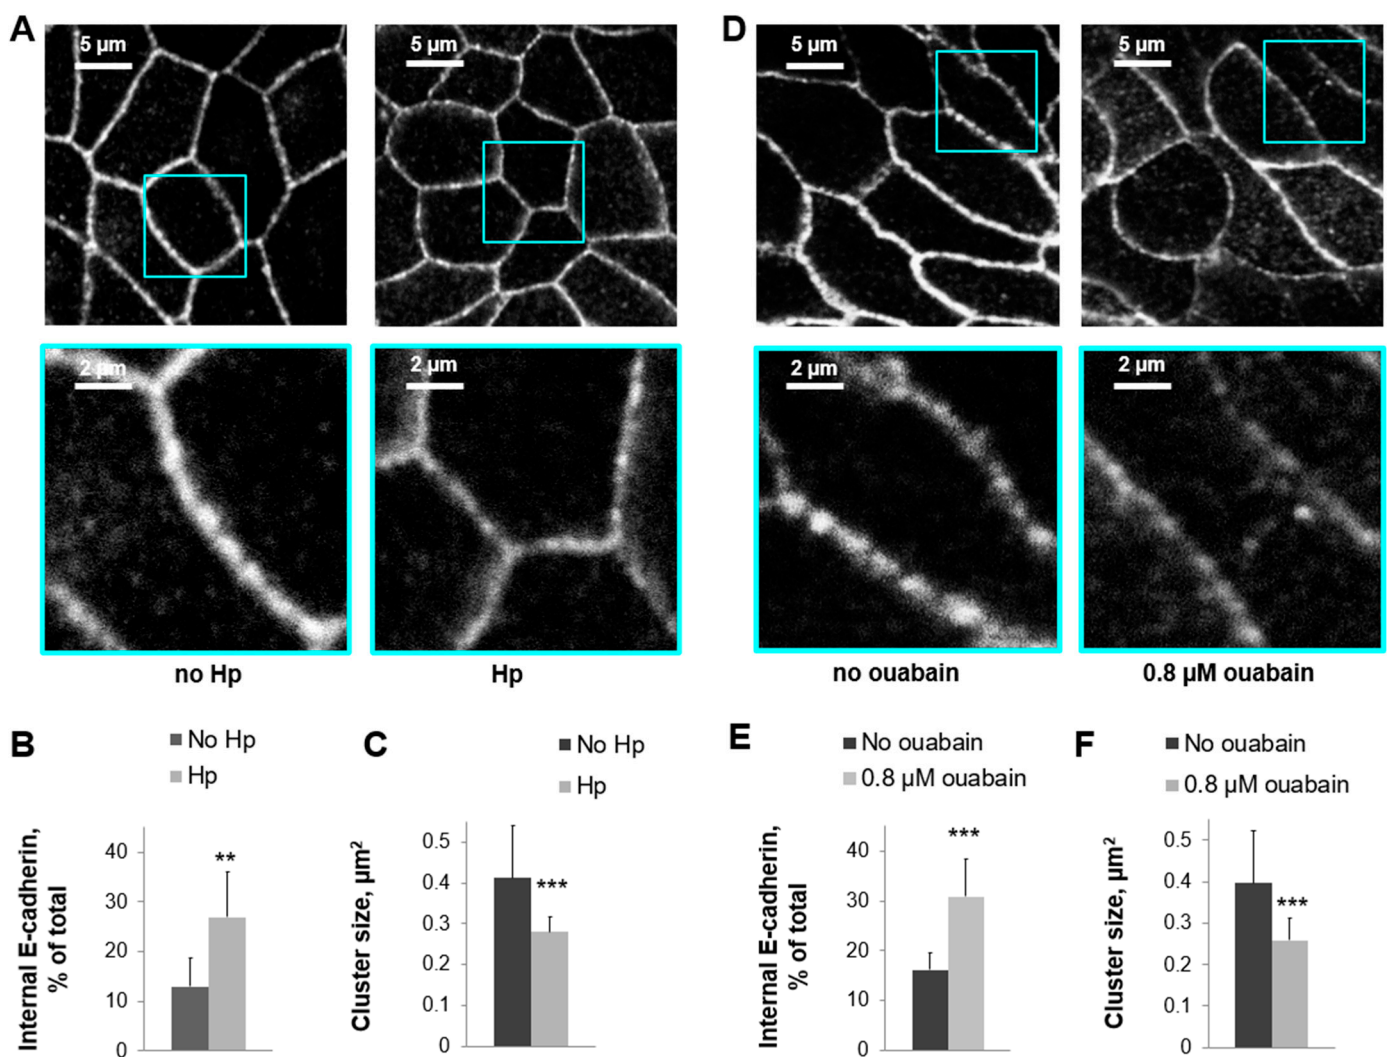 A
5 µm
5 µm
2 µm
2 µm
no Hp
Hp
D
5 µm
5 µm
2 µm
2 µm
no ouabain
0.8 µM ouabain
B
No Hp
Hp
Internal E-cadherin,
% of total
40
30
20
10
0
**
C
No Hp
Hp
Cluster size, µm²
0.5
0.4
0.3
0.2
0.1
0
***
E
No ouabain
0.8 µM ouabain
Internal E-cadherin,
% of total
40
30
20
10
0
***
F
No ouabain
0.8 µM ouabain
Cluster size, µm²
0.5
0.4
0.3
0.2
0.1
0
***